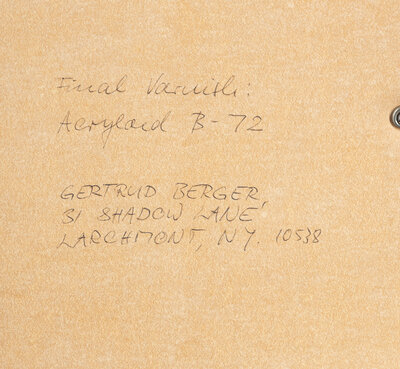 Final Varnish:
Acryloid B-72
GERTRUD BERGER,
31 SHADOW LANE
LARCHMONT, N.Y. 10538